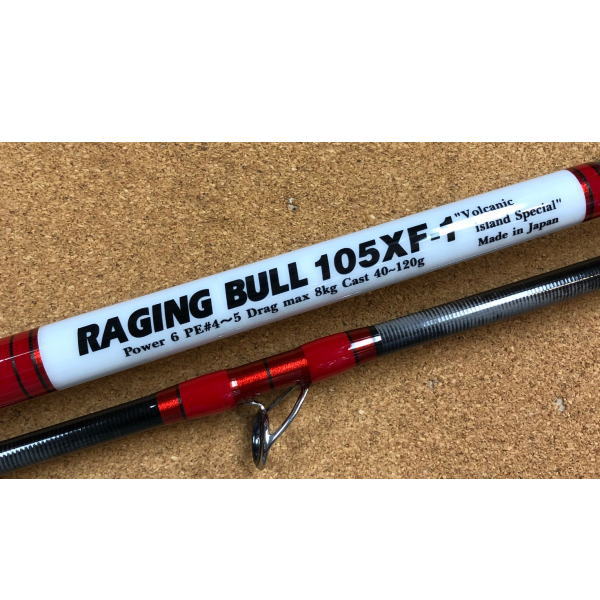 RAGING BULL 105XF-1
Power 6 PE#4~5 Drag max 8kg Cast 40~120g
"Volcanic
island Special"
Made in Japan